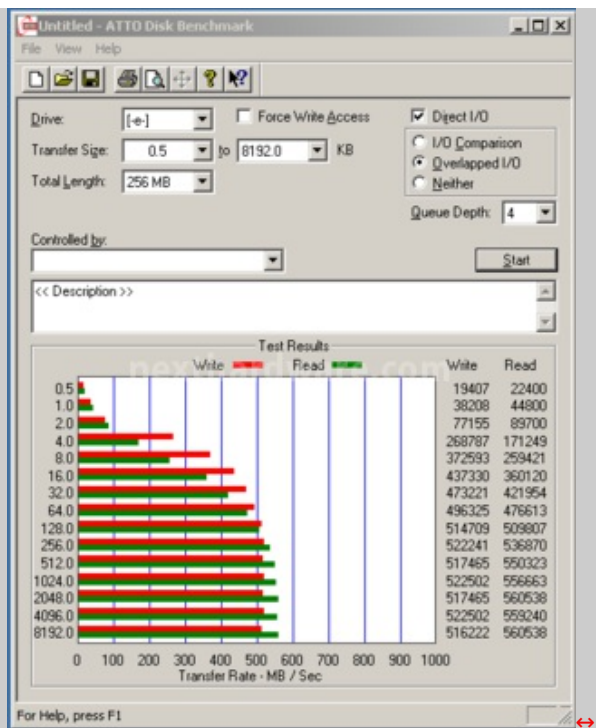 Untitled - ATTO Disk Benchmark
File View Help
Drive: [-e-] Force Write Access Direct I/O
Transfer Size: 0.5 to 8192.0 KB I/O Comparison
Overlapped I/O
Total Length: 256 MB Neither
Queue Depth: 4
Controlled by:
Start
<< Description >>
Test Results
Write Read Write Read
0.5 19407 22400
1.0 38208 44800
2.0 77155 89700
4.0 268787 171249
8.0 372593 259421
16.0 437330 360120
32.0 473221 421954
64.0 496325 476613
128.0 514709 509807
256.0 522241 536870
512.0 517465 550323
1024.0 522502 556663
2048.0 517465 560538
4096.0 522502 559240
8192.0 516222 560538
0 100 200 300 400 500 600 700 800 900 1000
Transfer Rate - MB / Sec
For Help, press F1